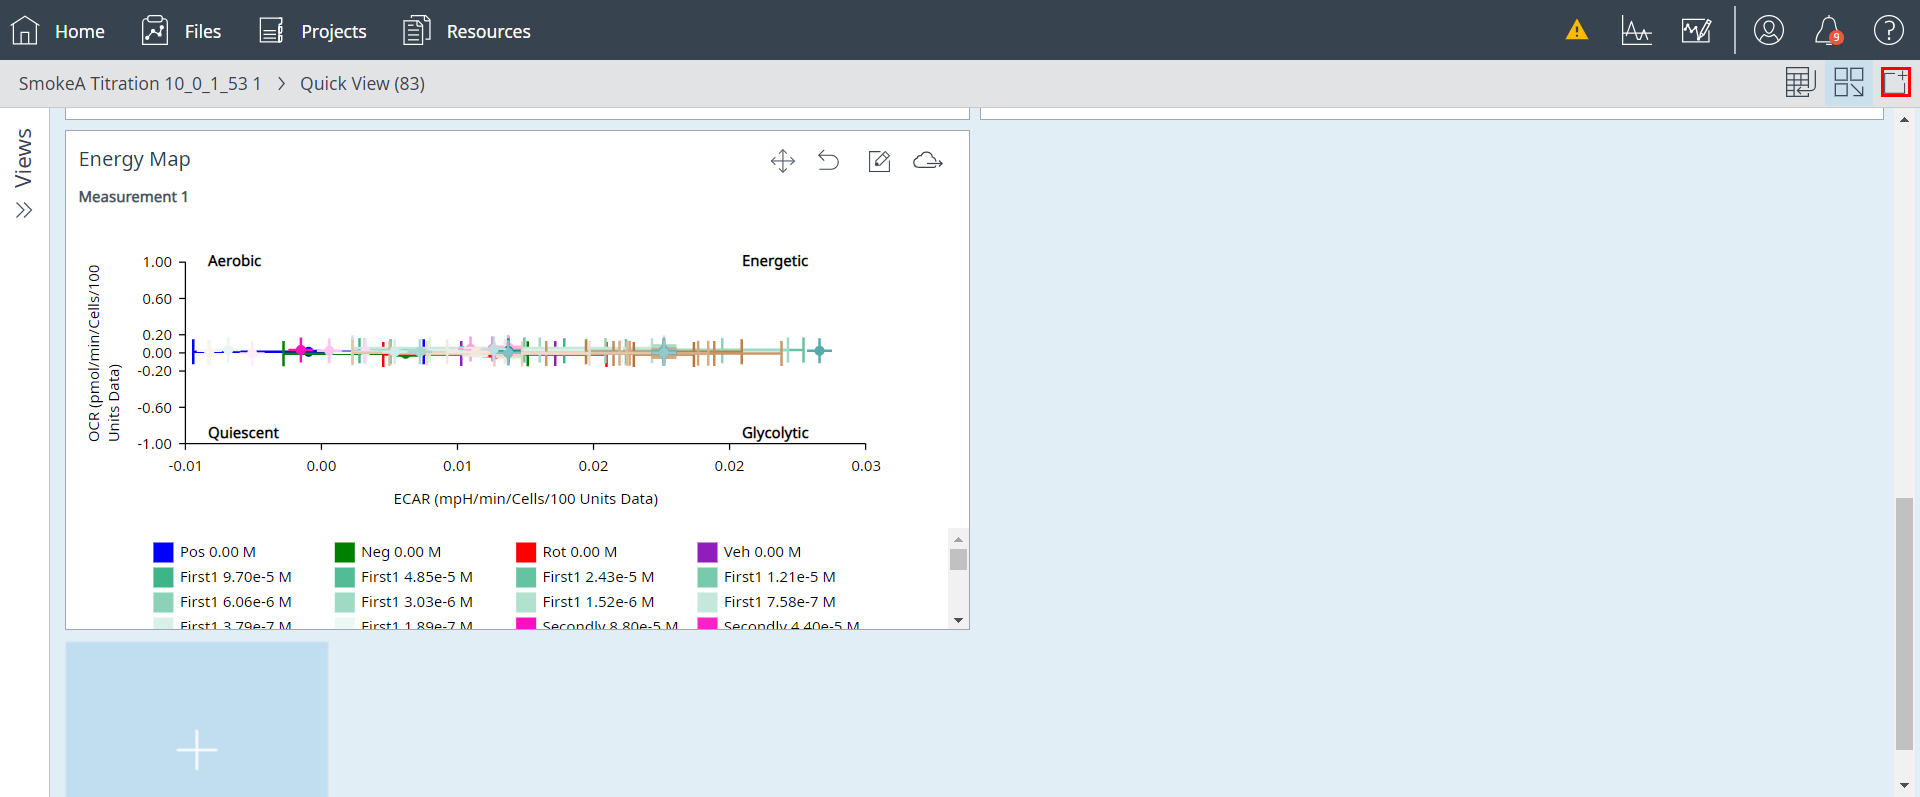 Home Files Projects Resources 9
SmokeA Titration 10_0_1_53 1 > Quick View (83)
Views
Energy Map
Measurement 1
OCR (pmol/min/Cells/100
Units Data)
1.00
0.60
0.20
0.00
-0.20
-0.60
-1.00
Aerobic Energetic
Quiescent Glycolytic
-0.01 0.00 0.01 0.02 0.02 0.03
ECAR (mpH/min/Cells/100 Units Data)
Pos 0.00 M Neg 0.00 M Rot 0.00 M Veh 0.00 M
First1 9.70e-5 M First1 4.85e-5 M First1 2.43e-5 M First1 1.21e-5 M
First1 6.06e-6 M First1 3.03e-6 M First1 1.52e-6 M First1 7.58e-7 M
First1 3.79e-7 M First1 1.89e-7 M Secondly 8.80e-5 M Secondly 4.40e-5 M